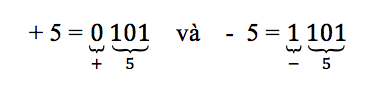 + 5 = 0 101 và - 5 = 1 101
+ 5 − 5